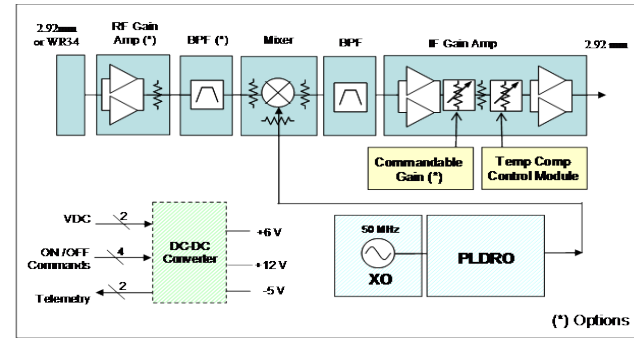 2.92mm
or WR34
RF Gain
Amp (*)
BPF (*)
Mixer
BPF
IF Gain Amp
2.92 mm
Commandable
Gain (*)
Temp Comp
Control Module
VDC
2
ON /OFF
Commands
4
Telemetry
2
DC-DC
Converter
+6 V
+12 V
-5 V
50 MHz
XO
PLDRO
(*) Options